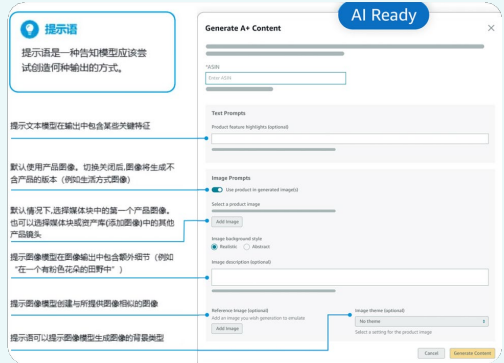 AI Ready
提示语
提示语是一种告知模型应该尝
试创造何种输出的方式。
Generate A+ Content
*ASIN
Enter ASIN
Text Prompts
提示文本模型在输出中包含某些关键特征
Product feature highlights (optional)
Image Prompts
默认使用产品图像。切换关闭后,图像将生成不
含产品的版本（例如生活方式图像）
Use product in generated image(s)
Select a product image
默认情况下,选择媒体块中的第一个产品图像。
也可以选择媒体块或资产库(添加图像)中的其他
产品镜头
Add image
Image background style
Realistic
Abstract
提示图像模型在图像输出中包含额外细节（例如
“在一个有粉色花朵的田野中”）
Image description (optional)
提示图像模型创建与所提供图像相似的图像
Reference image (optional)
Add an image you wish generation to emulate
Add image
Image theme (optional)
No theme
Select a setting for the product image
提示语可以提示图像模型生成图像的背景类型
Cancel
Generate Content